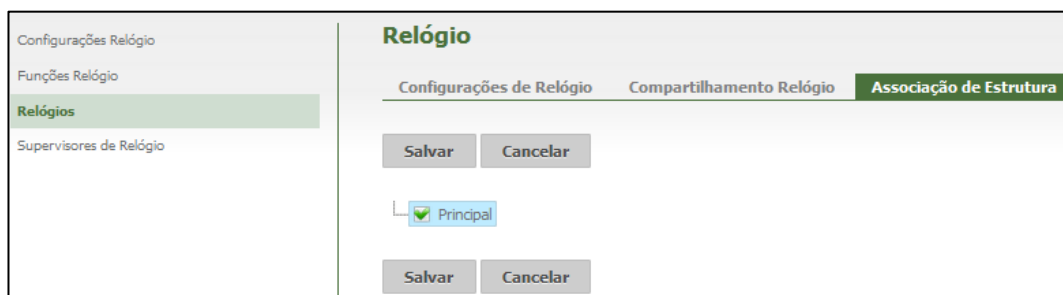 Configurações Relógio
Funções Relógio
Relógios
Supervisores de Relógio
Relógio
Configurações de Relógio Compartilhamento Relógio Associação de Estrutura
Salvar Cancelar
Principal
Salvar Cancelar